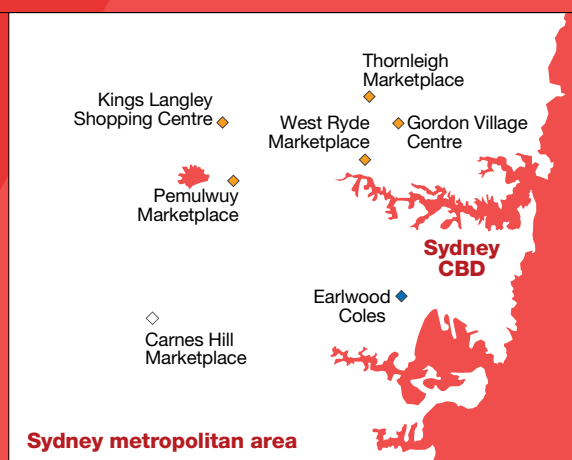 Thornleigh
Marketplace
Kings Langley
Shopping Centre
West Ryde
Marketplace
Gordon Village
Centre
Pemulwuy
Marketplace
Sydney
CBD
Earlwood
Coles
Carnes Hill
Marketplace
Sydney metropolitan area